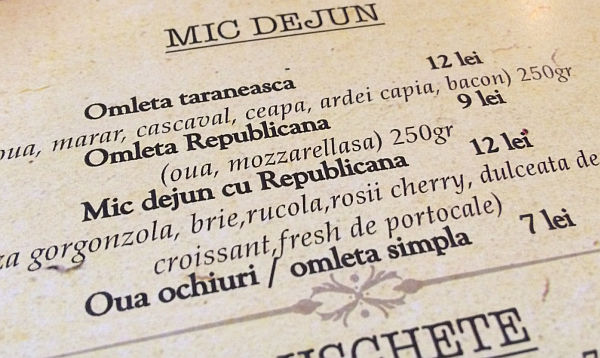 MIC DEJUN
Omleta taraneasca 12 lei
oua, marar, cascaval, ceapa, ardei capia, bacon) 250gr
Omleta Republicana 9 lei
(oua, mozzarellasa) 250gr
Mic dejun cu Republicana 12 lei
gorgonzola, brie,rucola,rosii cherry, dulceata de
croissant,fresh de portocale)
Oua ochiuri / omleta simpla 7 lei